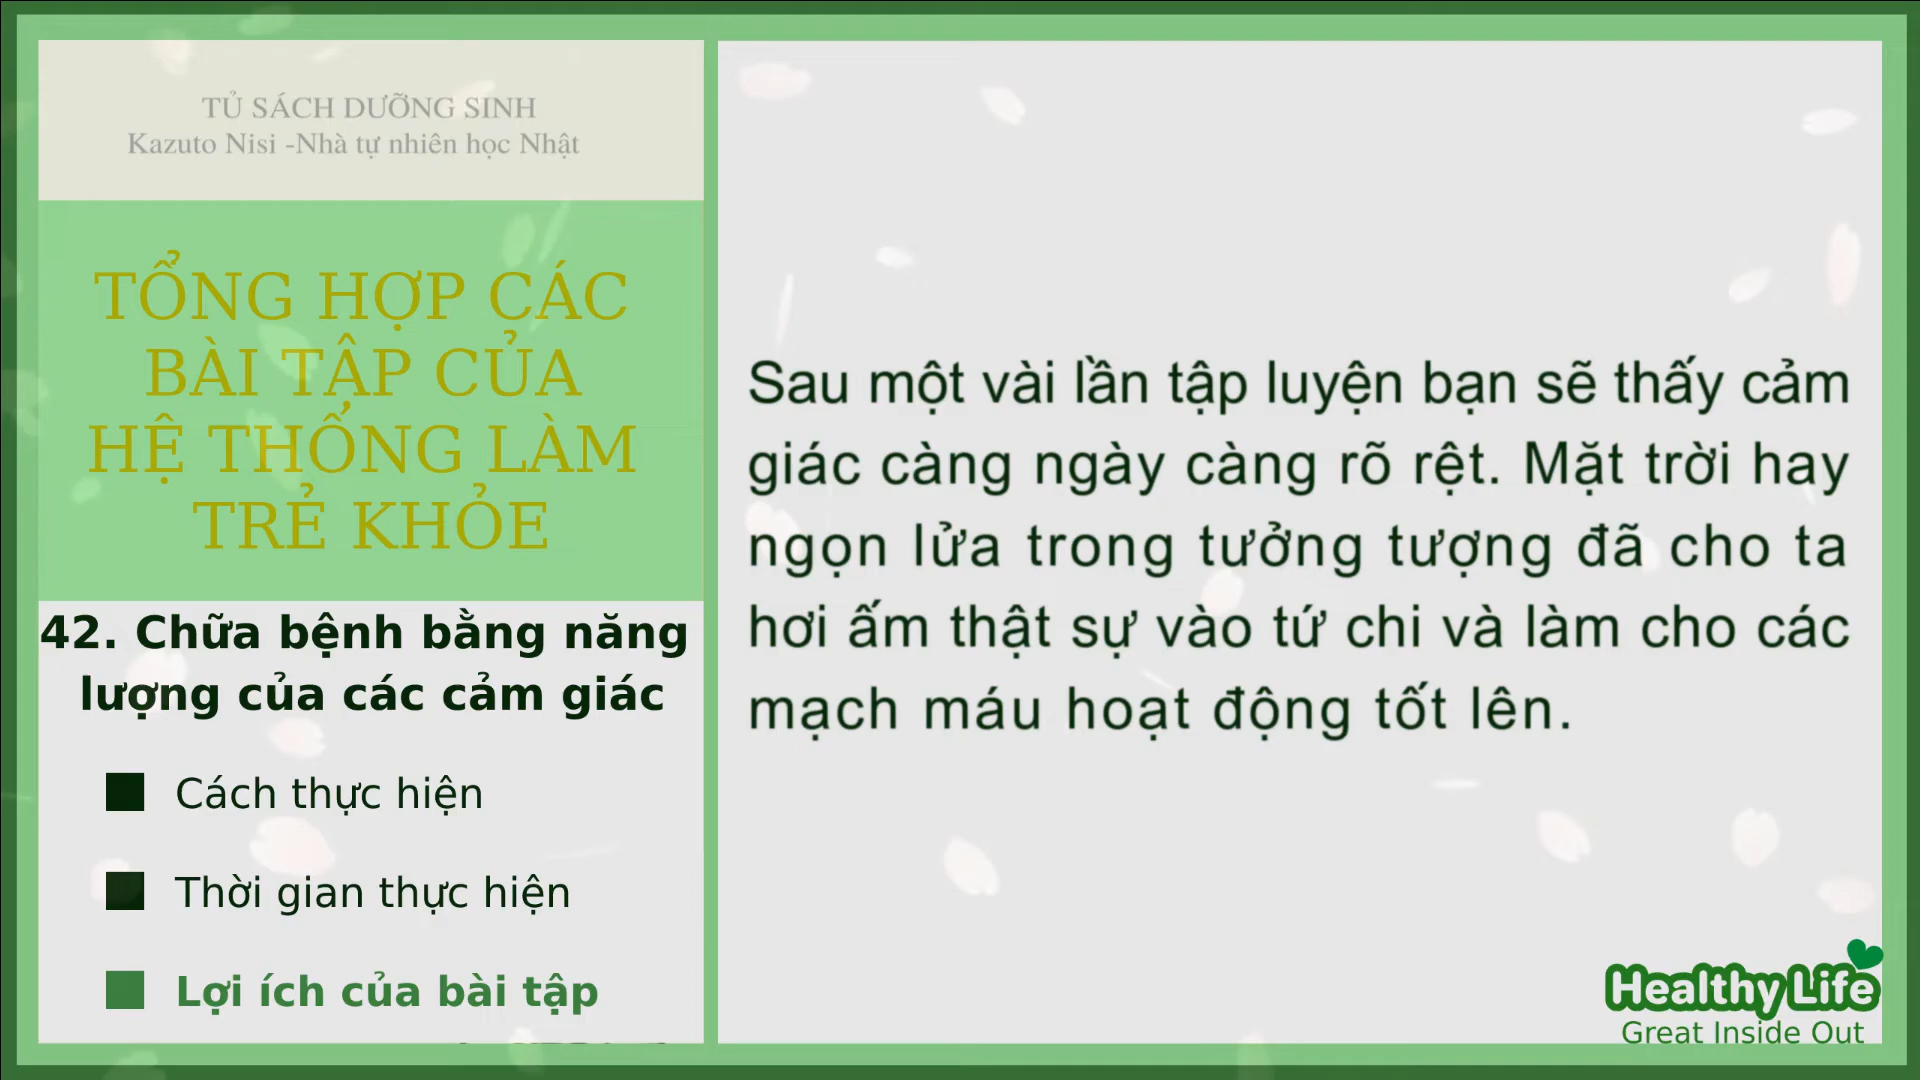 TỦ SÁCH DƯỠNG SINH
Kazuto Nisi -Nhà tự nhiên học Nhật
TỔNG HỢP CÁC
BÀI TẬP CỦA
HỆ THỐNG LÀM
TRẺ KHỎE
42. Chữa bệnh bằng năng
lượng của các cảm giác
Cách thực hiện
Thời gian thực hiện
Lợi ích của bài tập
Sau một vài lần tập luyện bạn sẽ thấy cảm
giác càng ngày càng rõ rệt. Mặt trời hay
ngọn lửa trong tưởng tượng đã cho ta
hơi ấm thật sự vào tứ chi và làm cho các
mạch máu hoạt động tốt lên.
Healthy Life
Great Inside Out